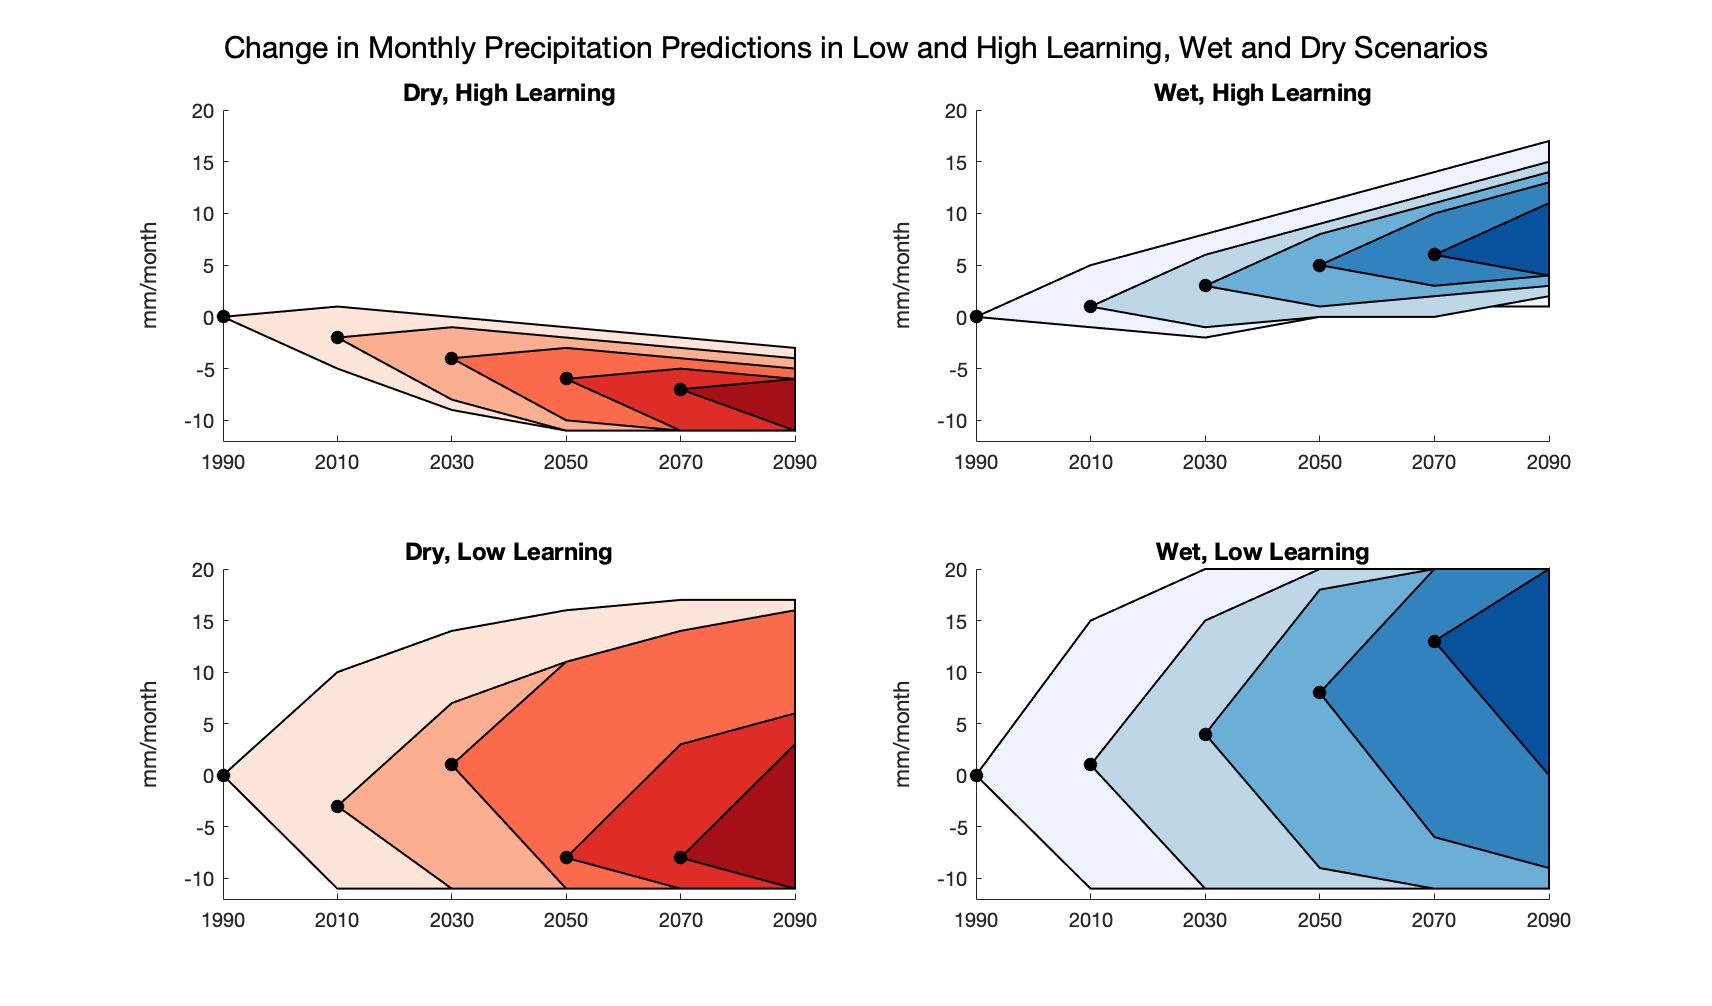 Change in Monthly Precipitation Predictions in Low and High Learning, Wet and Dry Scenarios
Dry, High Learning
20
15
10
5
0
-5
-10
mm/month
1990 2010 2030 2050 2070 2090
Wet, High Learning
20
15
10
5
0
-5
-10
mm/month
1990 2010 2030 2050 2070 2090
Dry, Low Learning
20
15
10
5
0
-5
-10
mm/month
1990 2010 2030 2050 2070 2090
Wet, Low Learning
20
15
10
5
0
-5
-10
mm/month
1990 2010 2030 2050 2070 2090